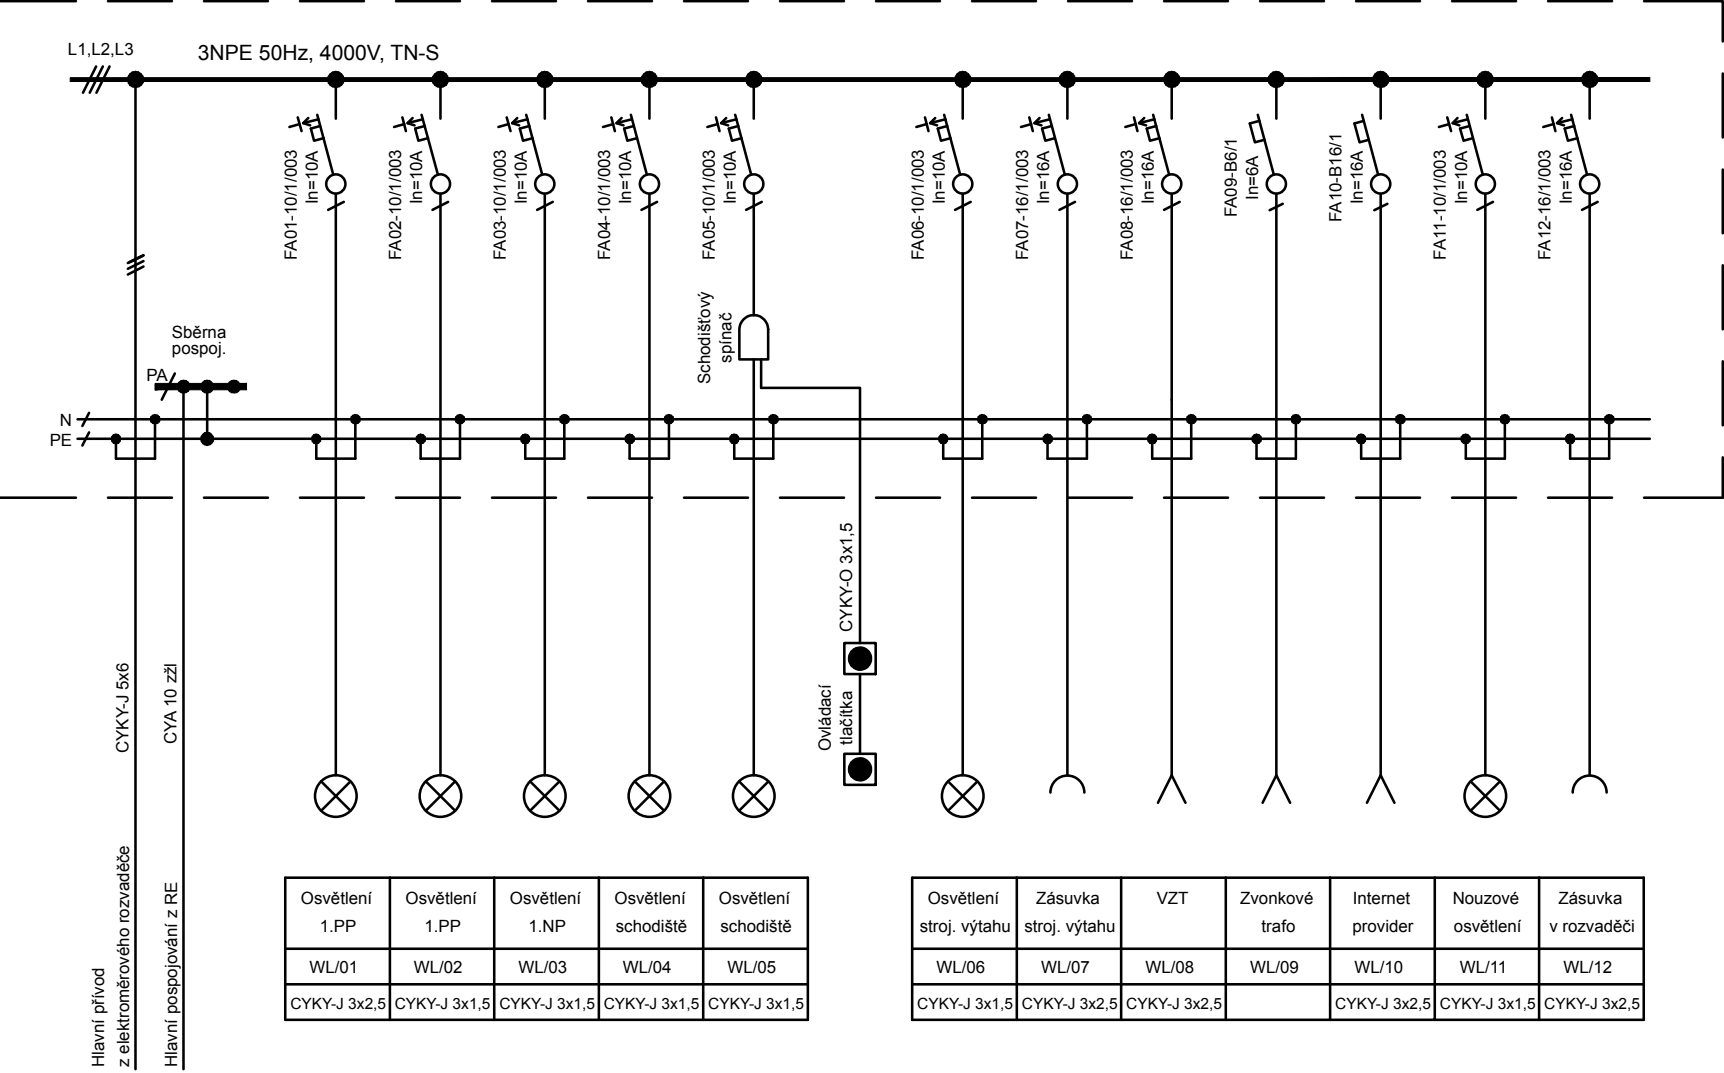 L1,L2,L3
3NPE 50Hz, 4000V, TN-S
FA01-10/1/003
In=10A
FA02-10/1/003
In=10A
FA03-10/1/003
In=10A
FA04-10/1/003
In=10A
FA05-10/1/003
In=10A
FA06-10/1/003
In=10A
FA07-16/1/003
In=16A
FA08-16/1/003
In=16A
FA09-B6/1
In=6A
FA10-B16/1
In=16A
FA11-10/1/003
In=10A
FA12-16/1/003
In=16A
Schodišťový
spínač
Sběrna
pospoj.
PA
N
PE
CYKY-O 3x1,5
Ovládací
tlačítka
CYKY-J 5x6
CYA 10 zžl
Hlavní přívod
z elektroměrového rozvaděče
Hlavní pospojování z RE
Osvětlení
1.PP
Osvětlení
1.PP
Osvětlení
1.NP
Osvětlení
schodiště
Osvětlení
schodiště
WL/01
WL/02
WL/03
WL/04
WL/05
CYKY-J 3x2,5
CYKY-J 3x1,5
CYKY-J 3x1,5
CYKY-J 3x1,5
CYKY-J 3x1,5
Osvětlení
stroj. výtahu
Zásuvka
stroj. výtahu
VZT
Zvonkové
trafo
Internet
provider
Nouzové
osvětlení
Zásuvka
v rozvaděči
WL/06
WL/07
WL/08
WL/09
WL/10
WL/11
WL/12
CYKY-J 3x1,5
CYKY-J 3x2,5
CYKY-J 3x2,5
CYKY-J 3x2,5
CYKY-J 3x1,5
CYKY-J 3x2,5